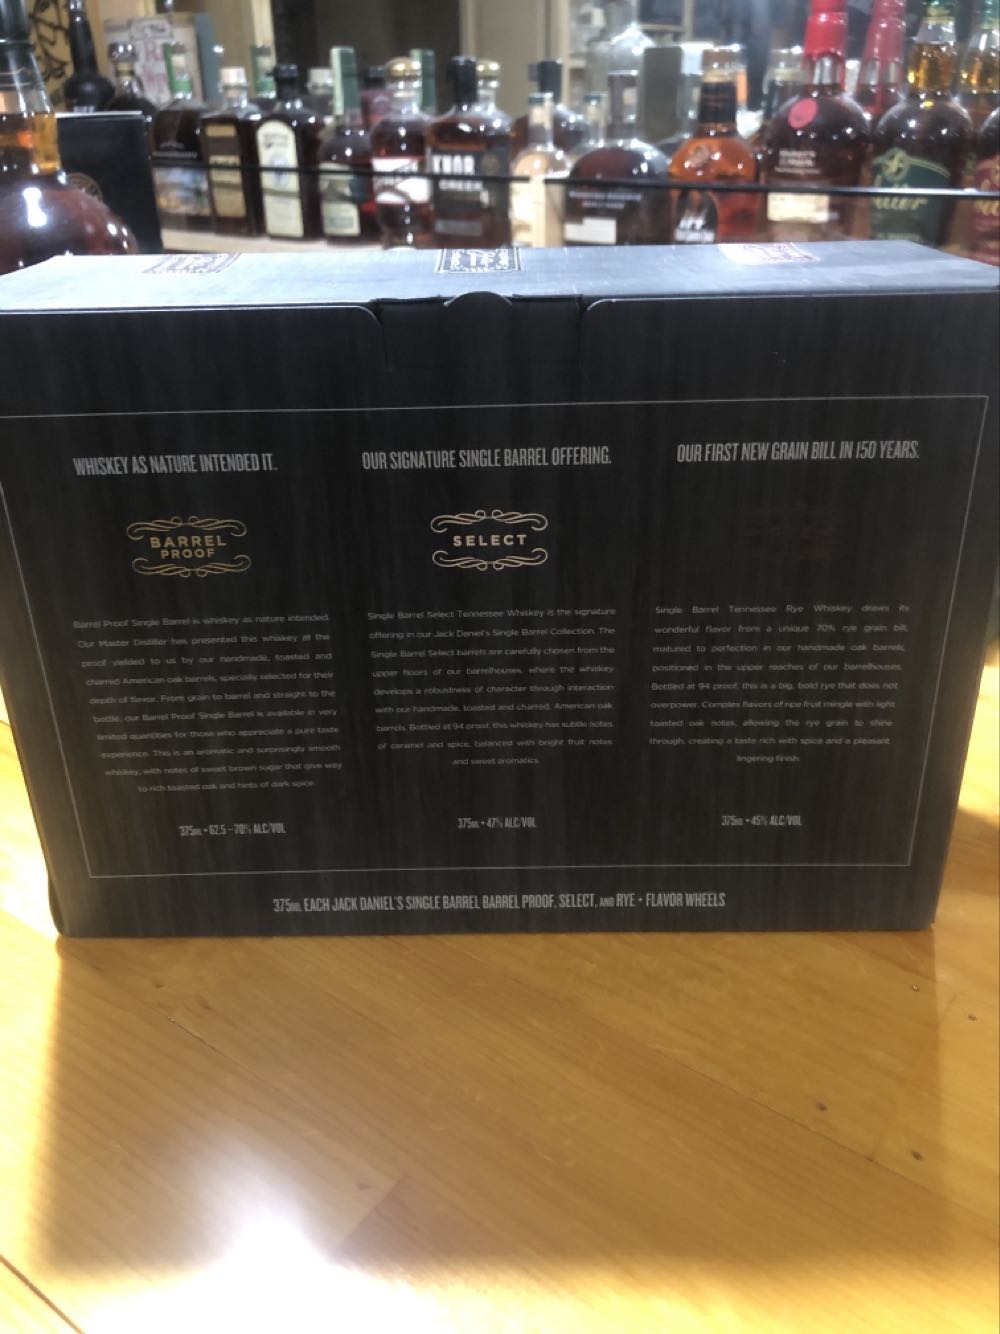 KNOB
CREEK
WHISKEY AS NATURE INTENDED IT.
BARREL
PROOF
Barrel Proof Single Barrel is whiskey as nature intended.
Our Master Distiller has presented this whiskey at the
proof yielded to us by our handmade, toasted and
charred American oak barrels, specially selected for their
depth of flavor. From grain to barrel and straight to the
bottle, our Barrel Proof Single Barrel is available in very
limited quantities for those who appreciate a pure taste
experience. This is an aromatic and surprisingly smooth
whiskey, with notes of sweet brown sugar that give way
to rich toasted oak and hints of dark spice.
375mL • 62.5 – 70% ALC/VOL
OUR SIGNATURE SINGLE BARREL OFFERING.
SELECT
Single Barrel Select Tennessee Whiskey is the signature
offering in our Jack Daniel's Single Barrel Collection. The
Single Barrel Select barrels are carefully chosen from the
upper floors of our barrelhouses, where the whiskey
develops a robustness of character through interaction
with our handmade, toasted and charred, American oak
barrels. Bottled at 94 proof, this whiskey has subtle notes
of caramel and spice, balanced with bright fruit notes
and sweet aromatics.
375mL • 47% ALC/VOL
OUR FIRST NEW GRAIN BILL IN 150 YEARS.
Single Barrel Tennessee Rye Whiskey draws its
wonderful flavor from a unique 70% rye grain bill,
matured to perfection in our handmade oak barrels,
positioned in the upper reaches of our barrelhouses.
Bottled at 94 proof, this is a big, bold rye that does not
overpower. Complex flavors of ripe fruit mingle with light
toasted oak notes, allowing the rye grain to shine
through, creating a taste rich with spice and a pleasant
lingering finish.
375mL • 45% ALC/VOL
375mL EACH JACK DANIEL'S SINGLE BARREL BARREL PROOF, SELECT, AND RYE + FLAVOR WHEELS